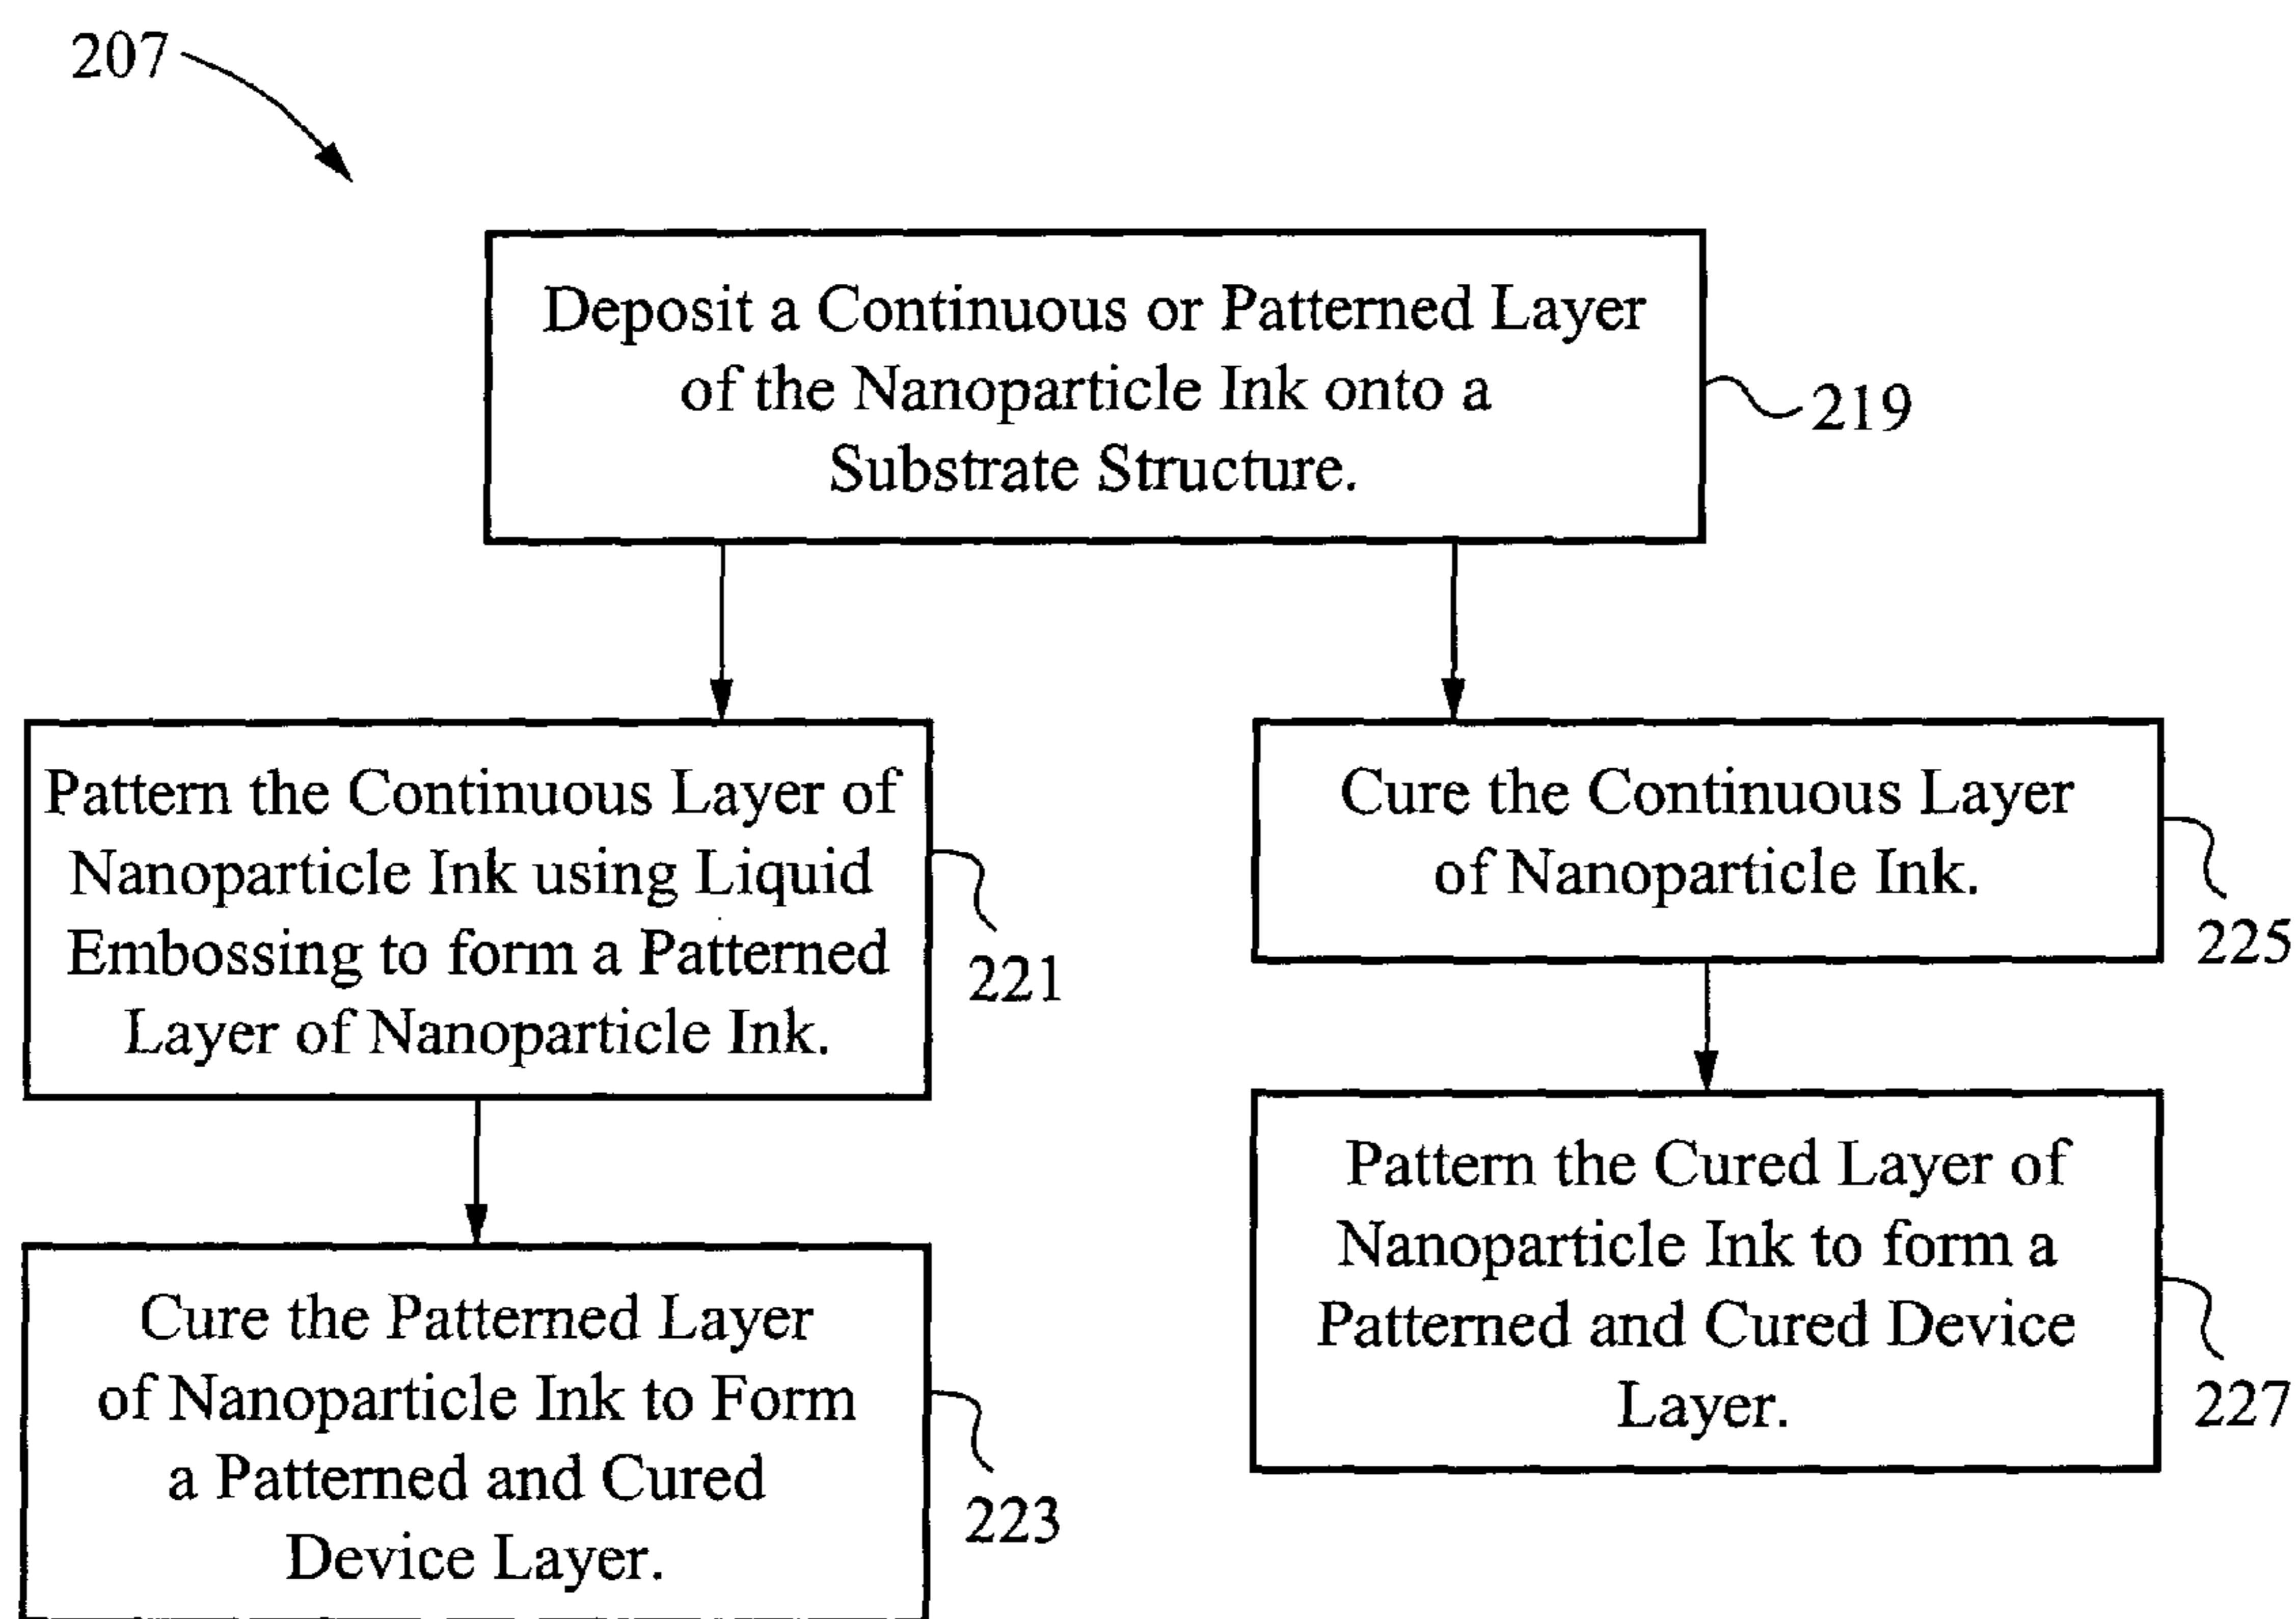 207
Deposit a Continuous or Patterned Layer
of the Nanoparticle Ink onto a
Substrate Structure.
219
Pattern the Continuous Layer of
Nanoparticle Ink using Liquid
Embossing to form a Patterned
Layer of Nanoparticle Ink.
221
Cure the Patterned Layer
of Nanoparticle Ink to Form
a Patterned and Cured
Device Layer.
223
Cure the Continuous Layer
of Nanoparticle Ink.
225
Pattern the Cured Layer of
Nanoparticle Ink to form a
Patterned and Cured Device
Layer.
227